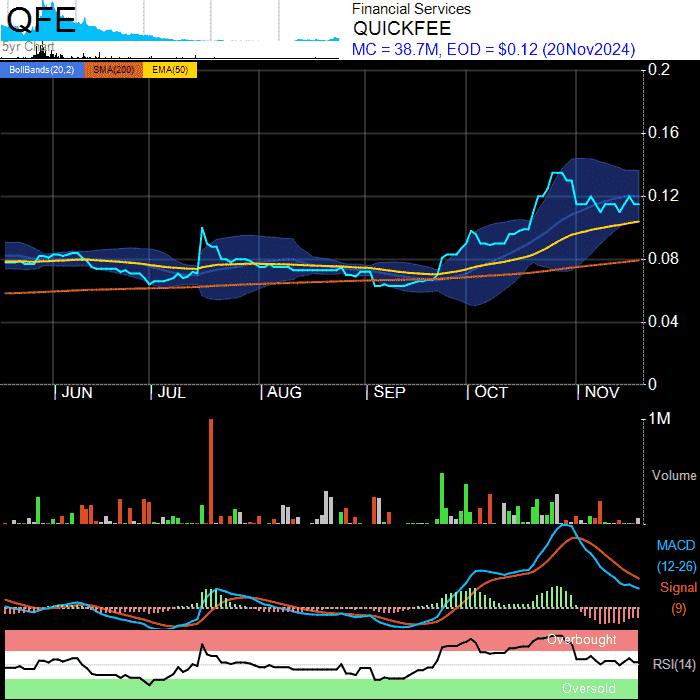 QFE
5yr Chart
Financial Services
QUICKFEE
MC = 38.7M, EOD = $0.12 (20Nov2024)
BollBands(20,2) SMA(200) EMA(50)
0.2
0.16
0.12
0.08
0.04
0
| JUN | JUL | AUG | SEP | OCT | NOV
1M
Volume
MACD
(12-26)
Signal
(9)
Overbought
RSI(14)
Oversold